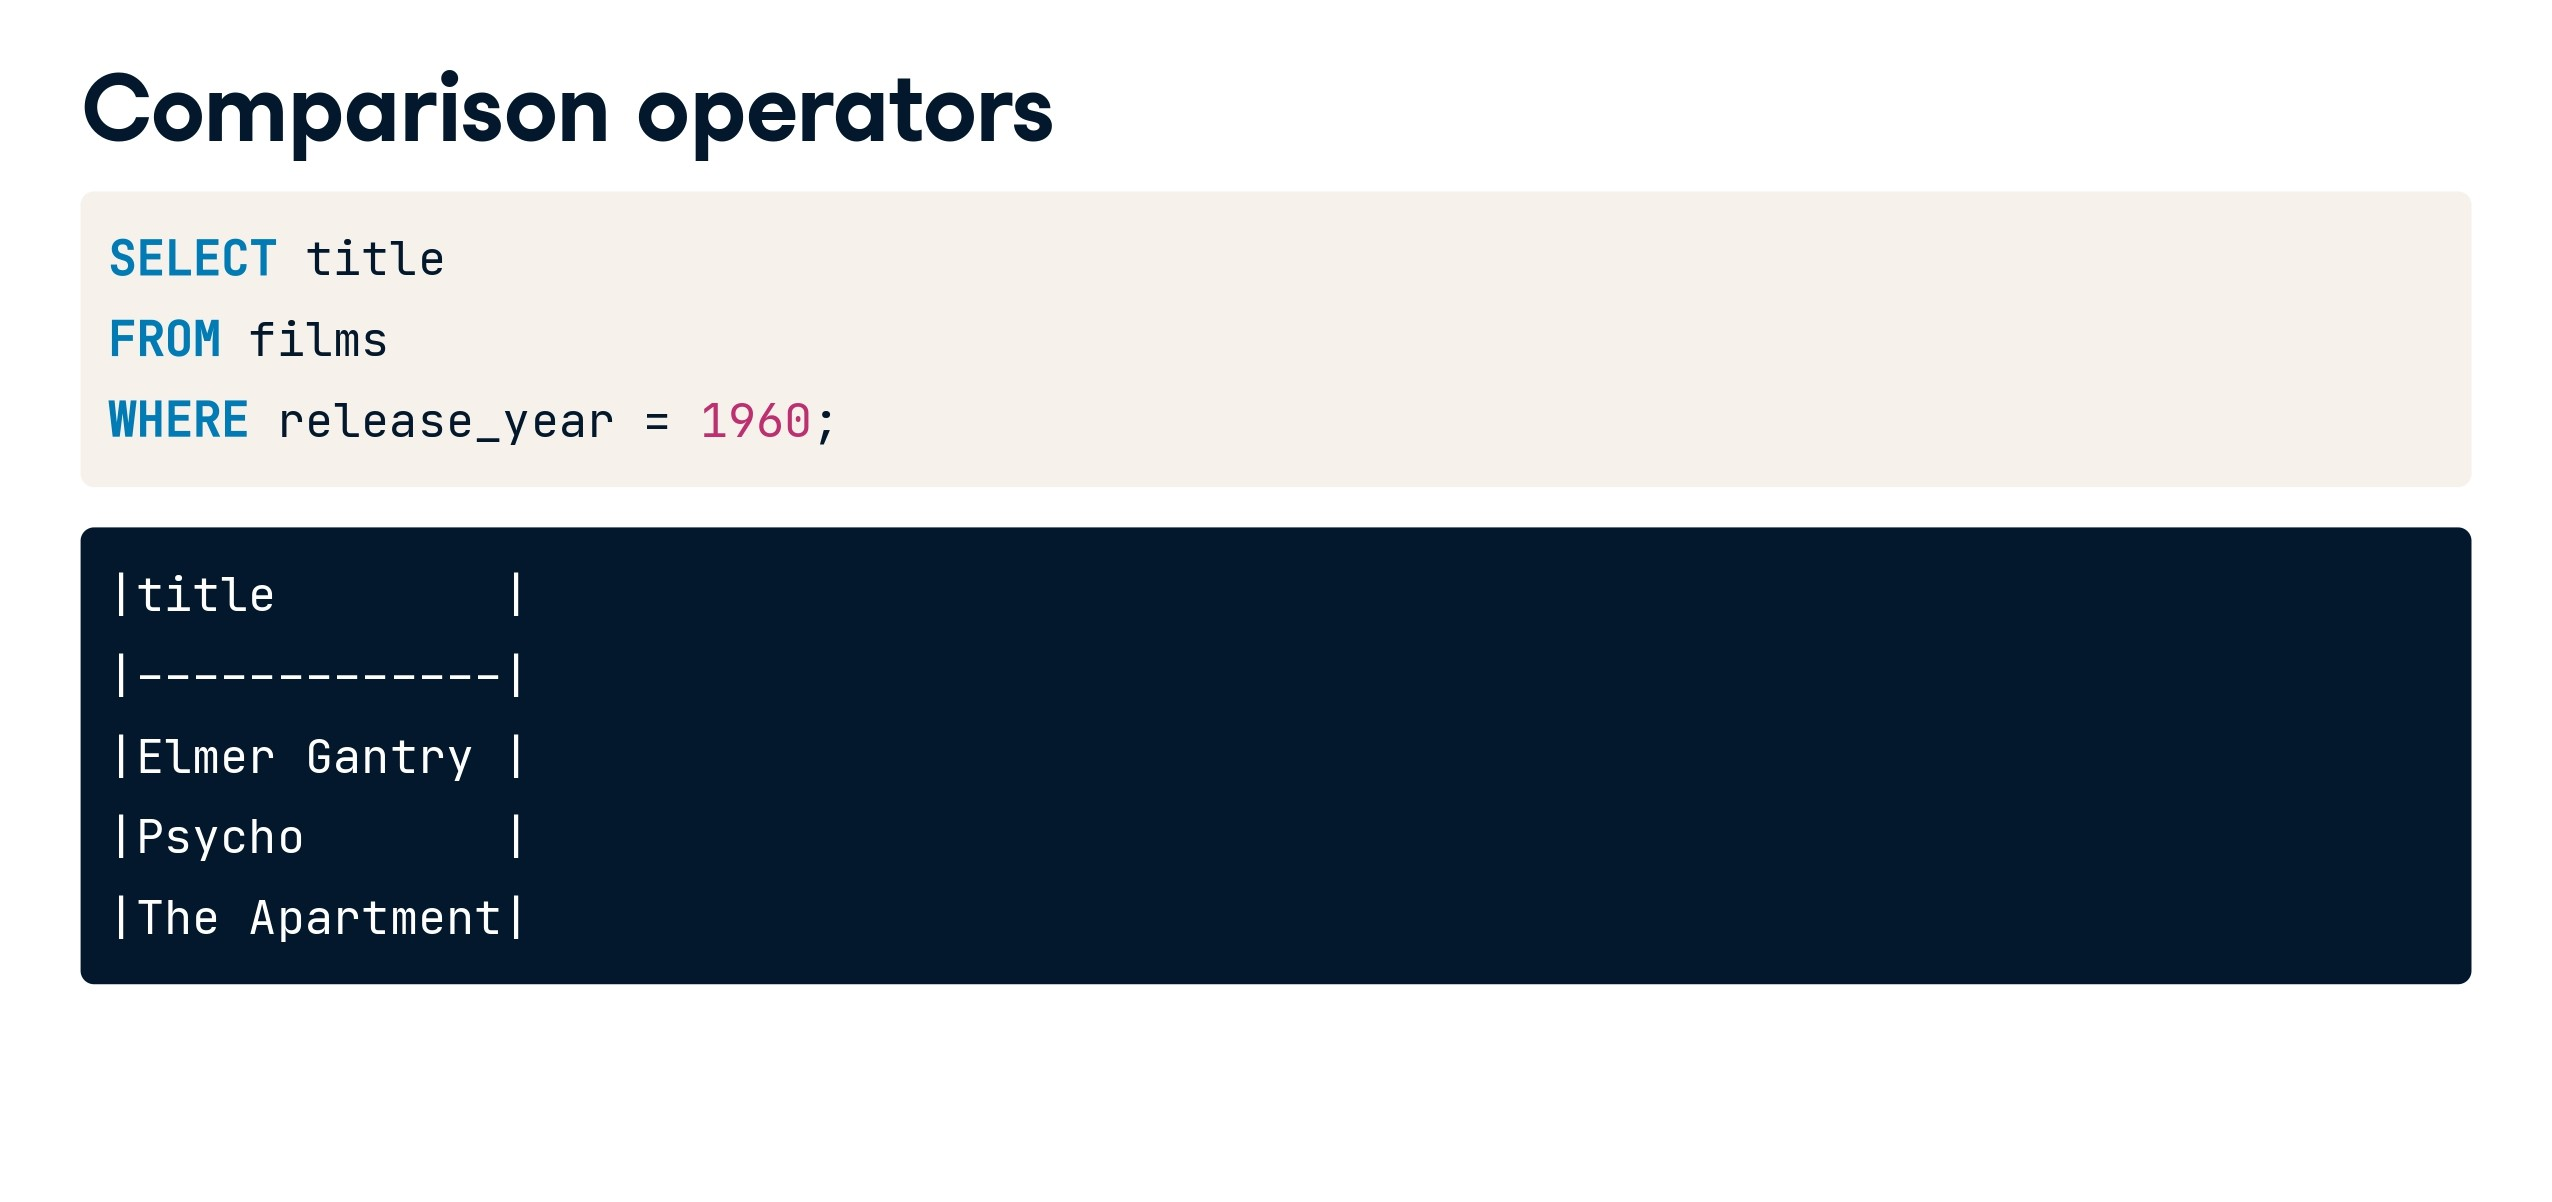 Comparison operators
SELECT title
FROM films
WHERE release_year = 1960;
|title        |
|-------------|
|Elmer Gantry |
|Psycho       |
|The Apartment|